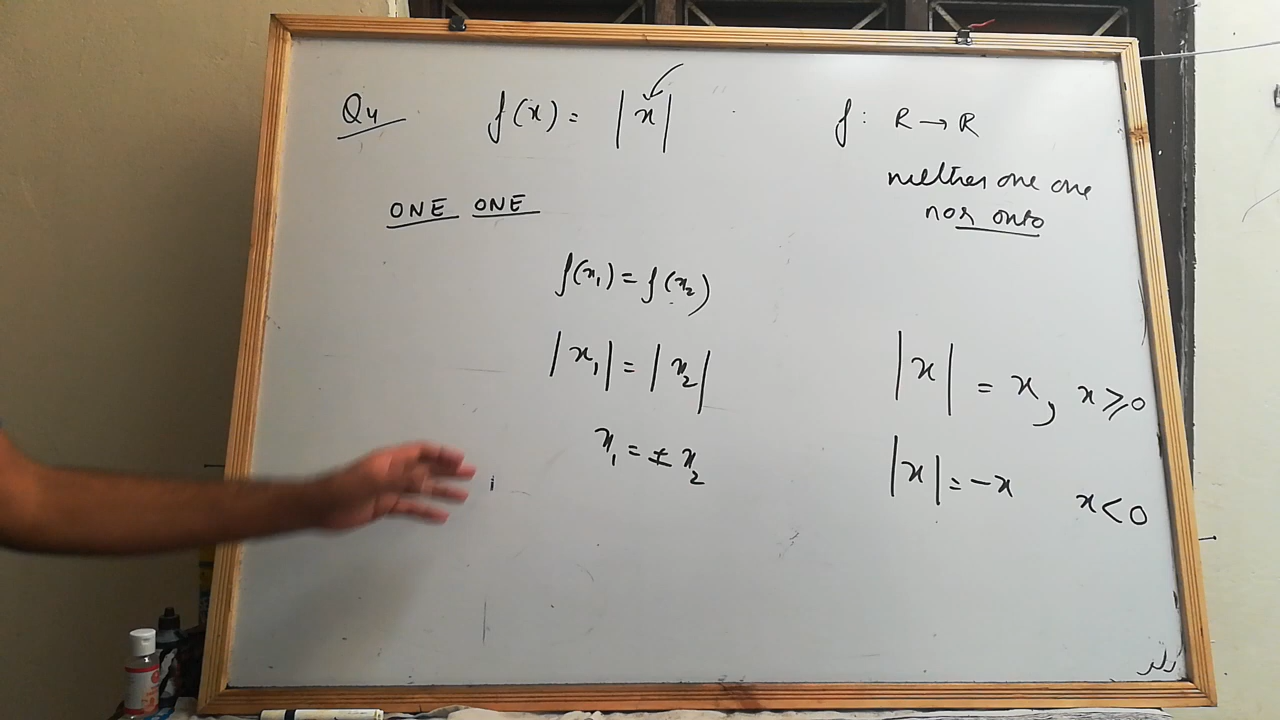 Q4 f(x) = |x| f: R → R
neither one one
nor onto
ONE ONE
f(x₁) = f(x₂)
|x₁| = |x₂|
|x| = x, x ≥ 0
x₁ = ± x₂
|x| = -x x < 0